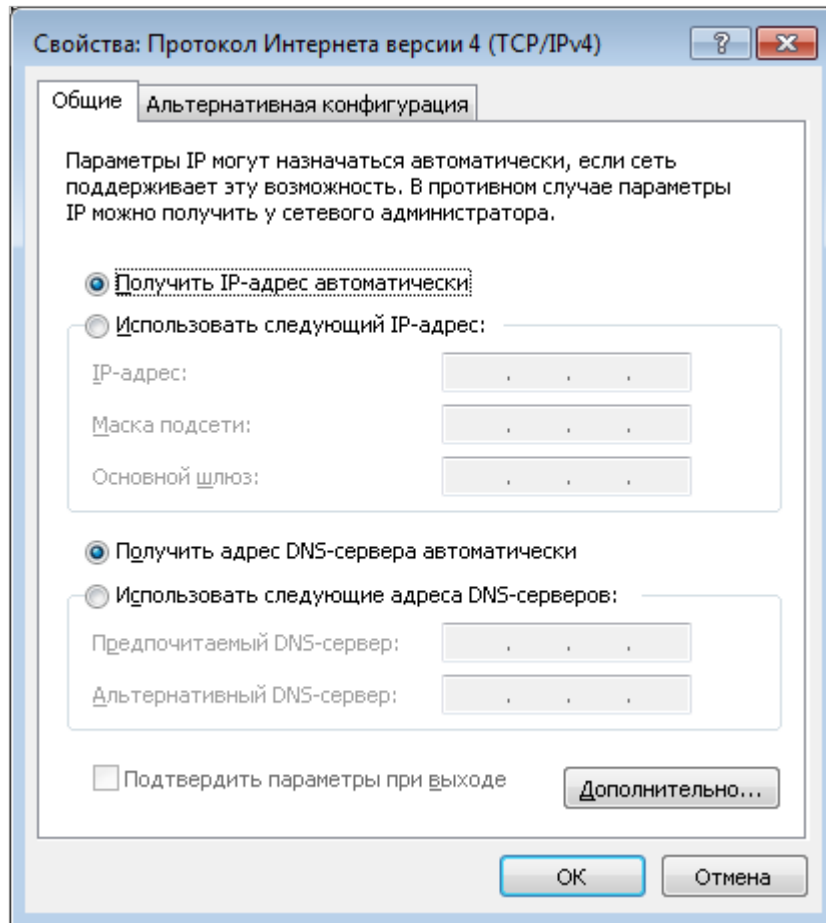 Свойства: Протокол Интернета версии 4 (TCP/IPv4)
Общие
Альтернативная конфигурация
Параметры IP могут назначаться автоматически, если сеть
поддерживает эту возможность. В противном случае параметры
IP можно получить у сетевого администратора.
Получить IP-адрес автоматически
Использовать следующий IP-адрес:
IP-адрес:
Маска подсети:
Основной шлюз:
Получить адрес DNS-сервера автоматически
Использовать следующие адреса DNS-серверов:
Предпочитаемый DNS-сервер:
Альтернативный DNS-сервер:
Подтвердить параметры при выходе
Дополнительно...
ОК
Отмена